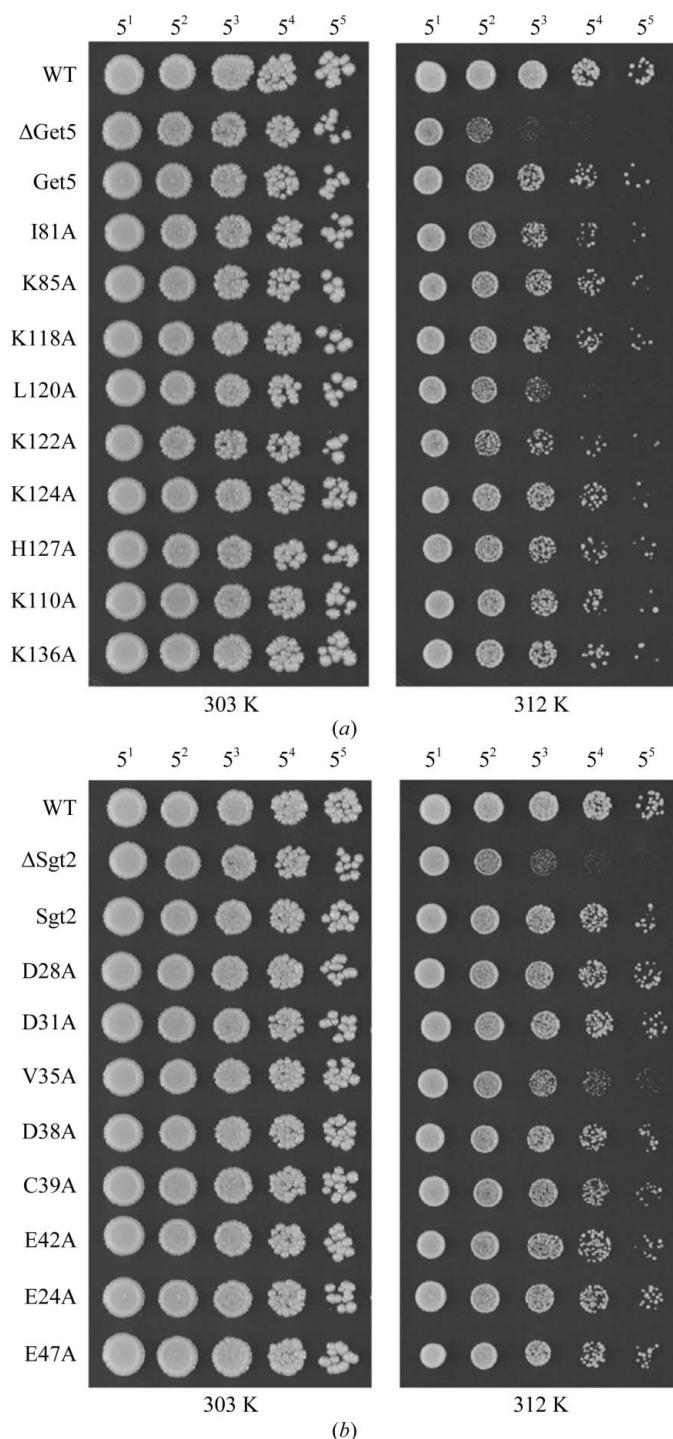 5¹ 5² 5³ 5⁴ 5⁵ 5¹ 5² 5³ 5⁴ 5⁵
WT
ΔGet5
Get5
I81A
K85A
K118A
L120A
K122A
K124A
H127A
K110A
K136A
303 K 312 K
(a)
5¹ 5² 5³ 5⁴ 5⁵ 5¹ 5² 5³ 5⁴ 5⁵
WT
ΔSgt2
Sgt2
D28A
D31A
V35A
D38A
C39A
E42A
E24A
E47A
303 K 312 K
(b)